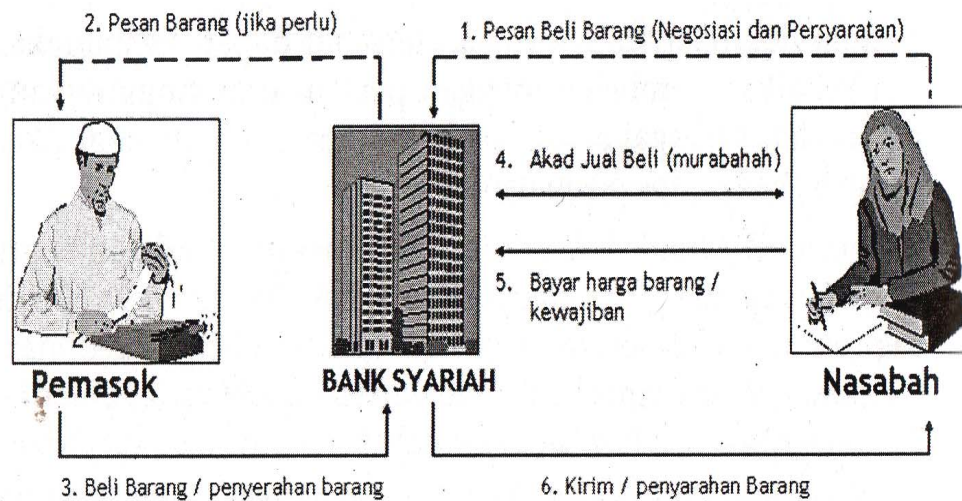 2. Pesan Barang (jika perlu)
1. Pesan Beli Barang (Negosiasi dan Persyaratan)
4. Akad Jual Beli (murabahah)
5. Bayar harga barang /
kewajiban
Pemasok
BANK SYARIAH
Nasabah
3. Beli Barang / penyerahan barang
6. Kirim / penyarahan Barang